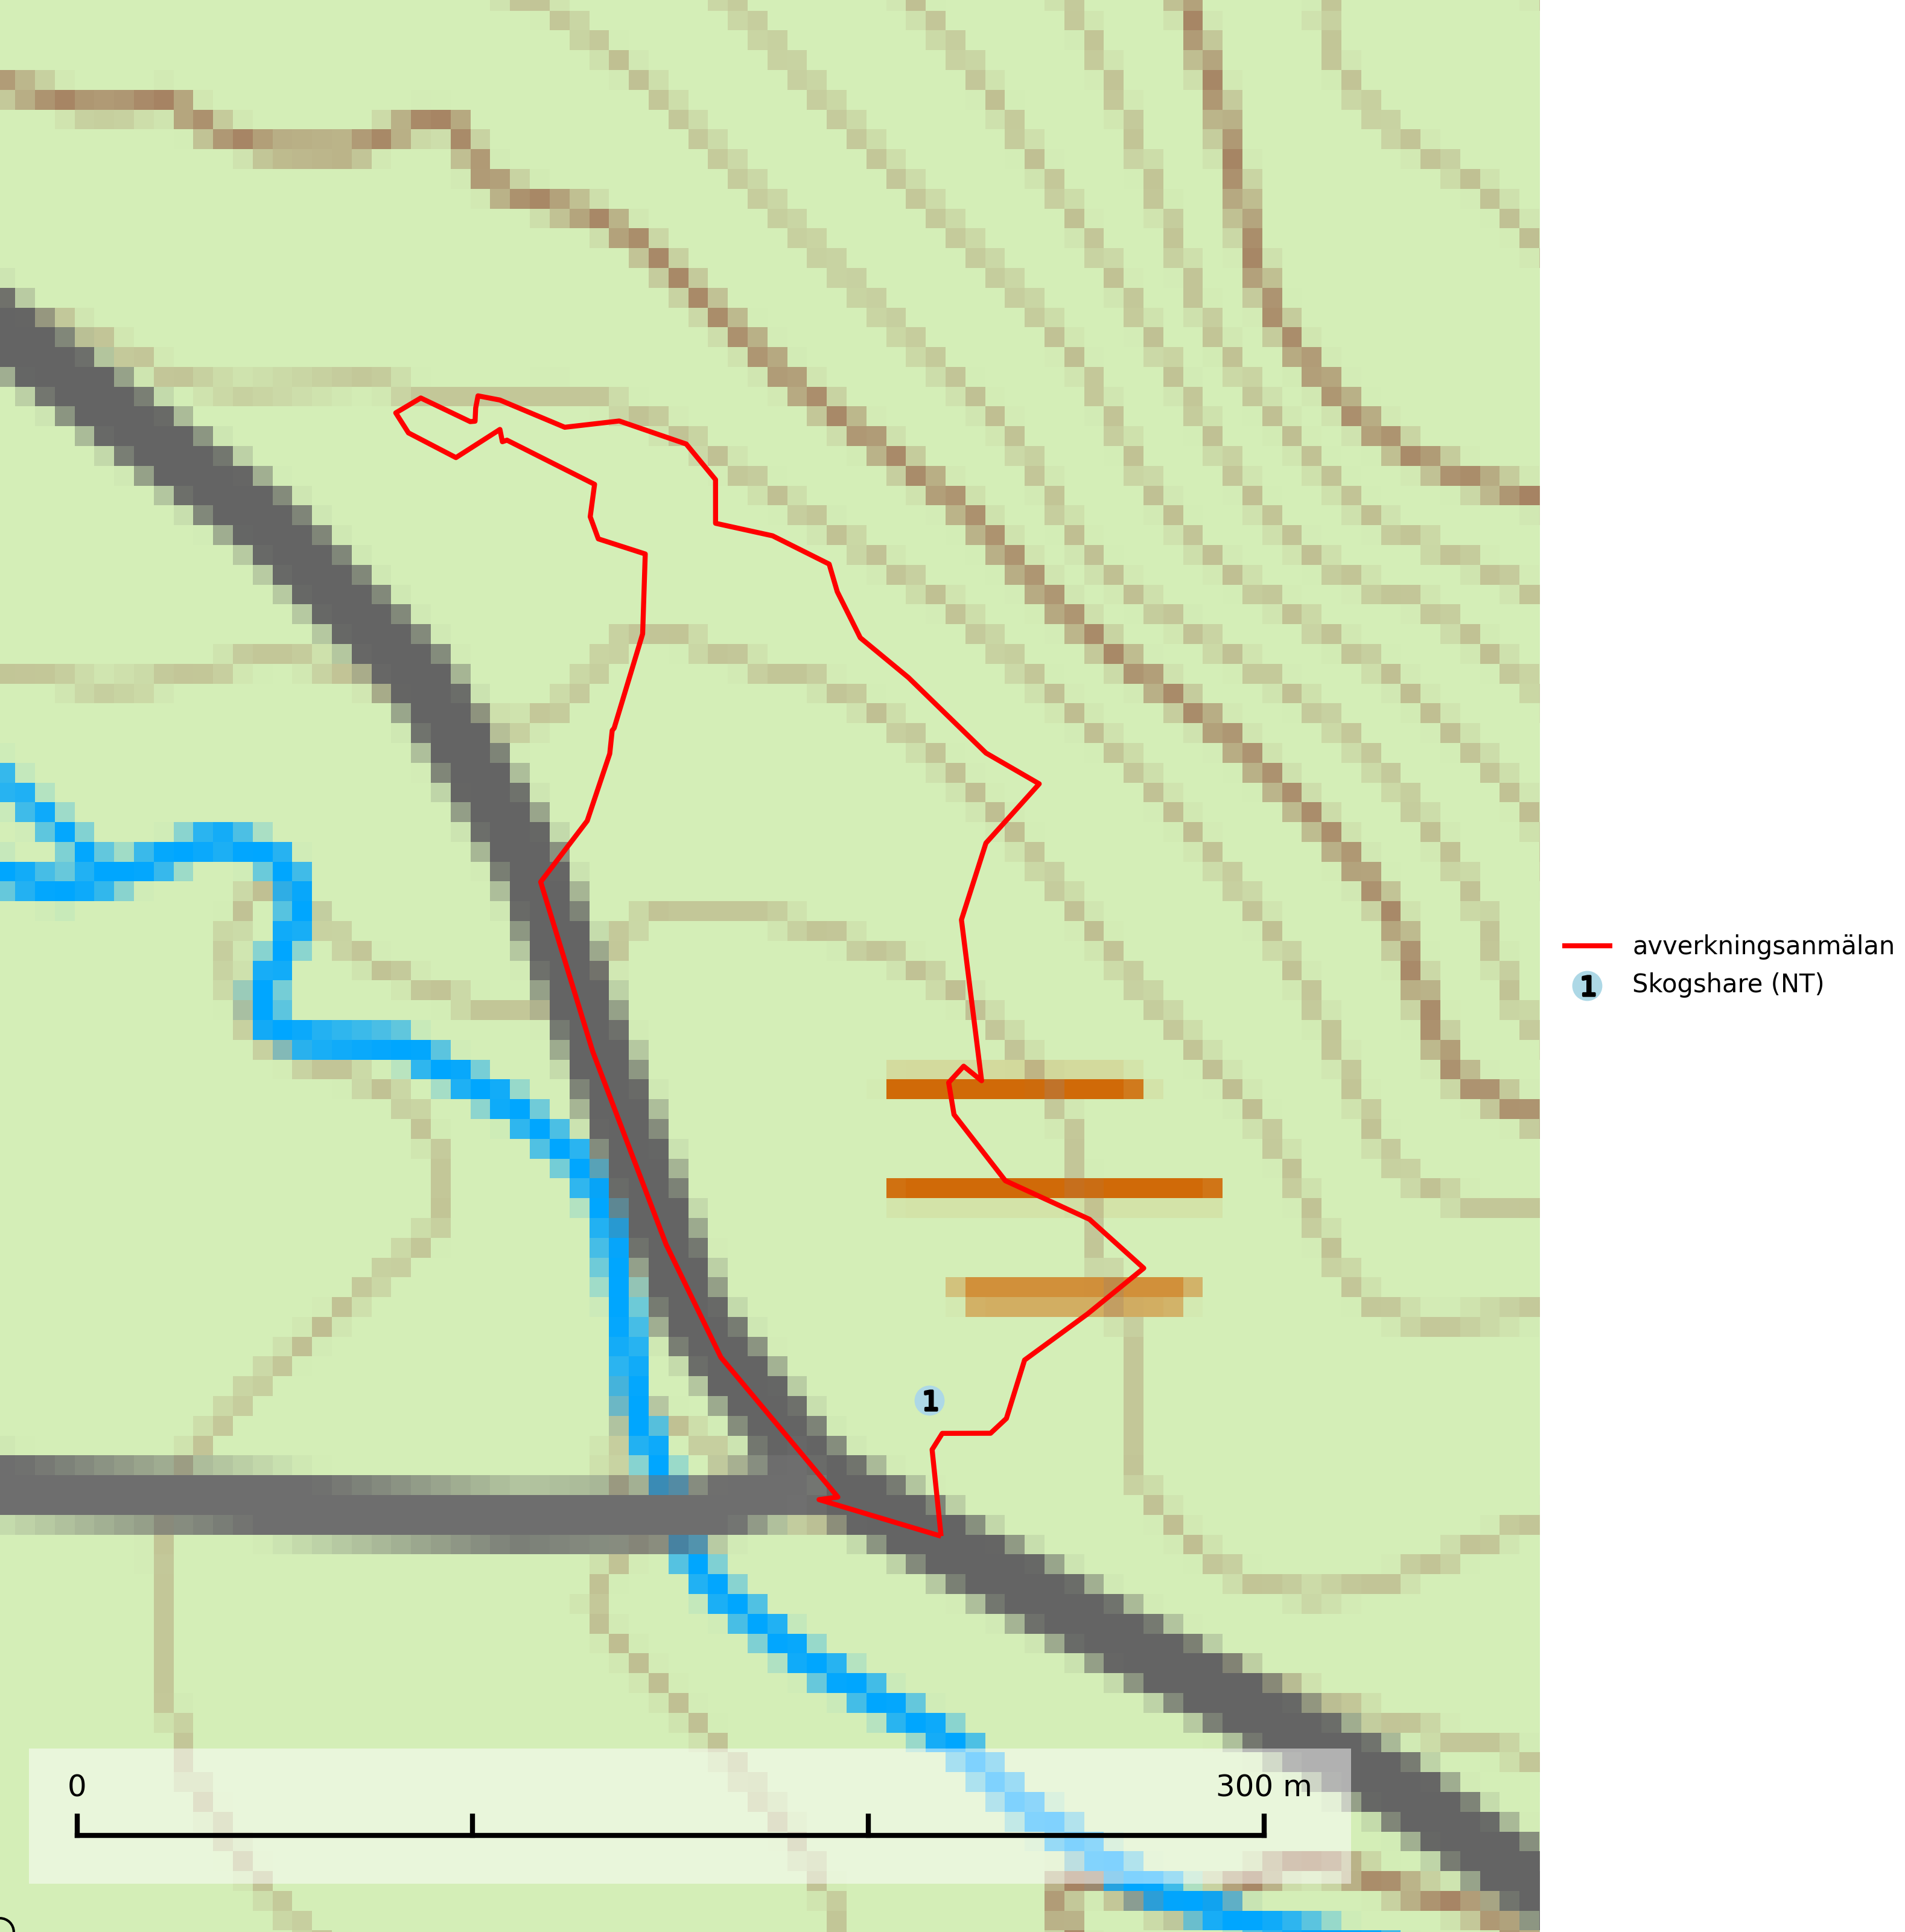 avverkningsanmälan
1 Skogshare (NT)
1
0 300 m